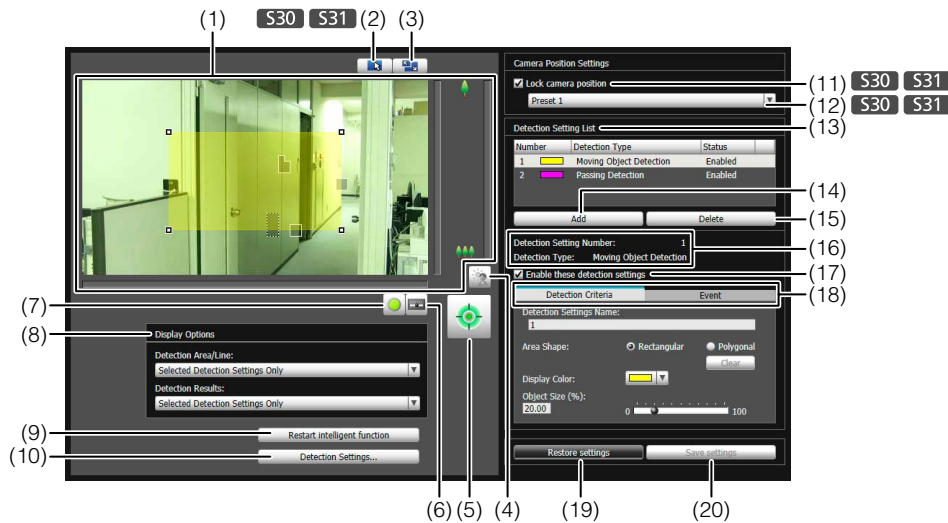 (1) S30 S31 (2) (3)
Camera Position Settings
Lock camera position
(11) S30 S31
Preset 1
(12) S30 S31
Detection Setting List
(13)
Number Detection Type Status
1 Moving Object Detection Enabled
2 Passing Detection Enabled
(14)
Add Delete
(15)
Detection Setting Number: 1
(16)
Detection Type: Moving Object Detection
Enable these detection settings
(17)
Detection Criteria Event
(18)
Detection Settings Name:
1
Area Shape: Rectangular Polygonal
Clear
Display Color:
Object Size (%):
20.00 0 100
Restore settings Save settings
(7)
(8)
Display Options
Detection Area/Line:
Selected Detection Settings Only
Detection Results:
Selected Detection Settings Only
(9)
Restart intelligent function
(10)
Detection Settings...
(6) (5) (4) (19) (20)